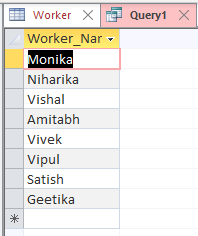 Worker Query1
Worker_Nar
Monika
Niharika
Vishal
Amitabh
Vivek
Vipul
Satish
Geetika